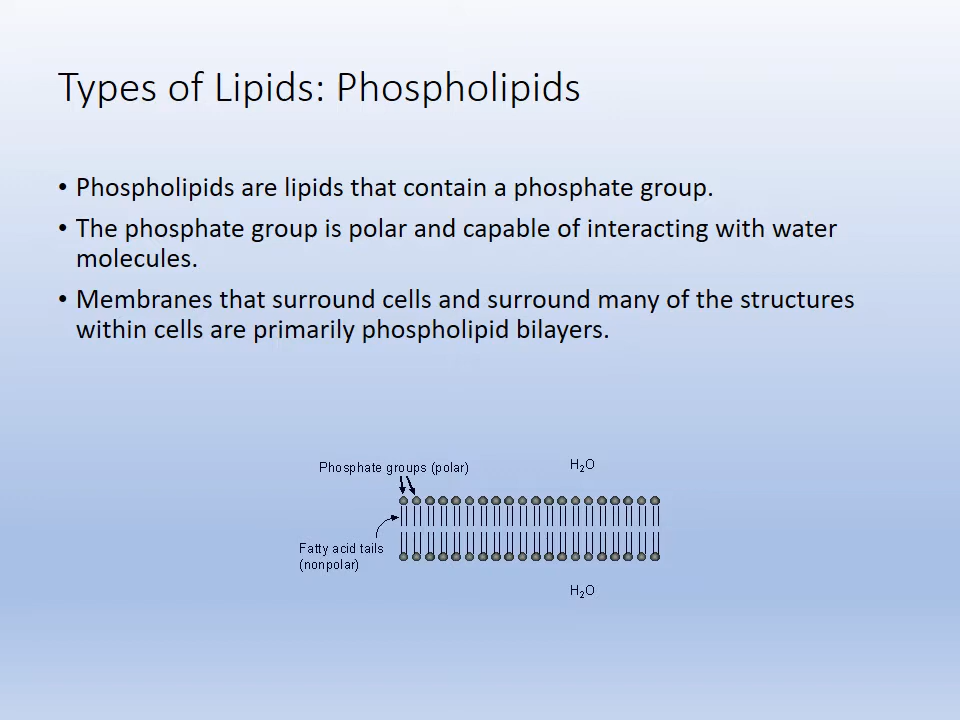 Types of Lipids: Phospholipids
• Phospholipids are lipids that contain a phosphate group.
• The phosphate group is polar and capable of interacting with water
molecules.
• Membranes that surround cells and surround many of the structures
within cells are primarily phospholipid bilayers.
Phosphate groups (polar)
H₂O
Fatty acid tails
(nonpolar)
H₂O